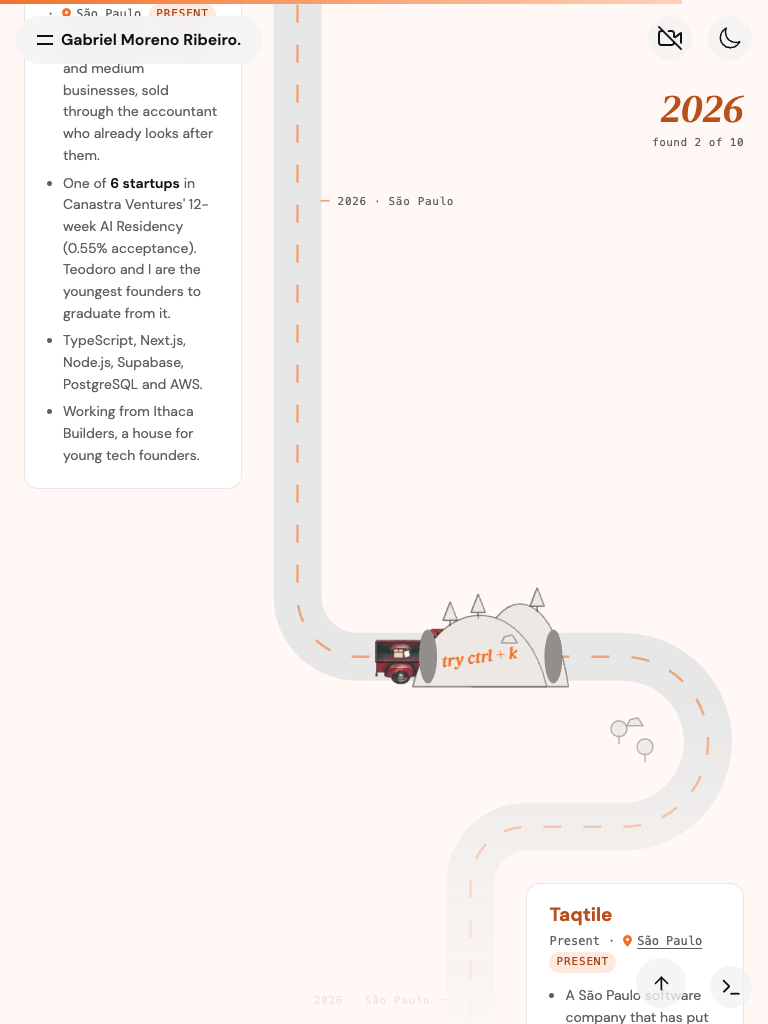 · São Paulo PRESENT
Gabriel Moreno Ribeiro.
and medium
businesses, sold
through the accountant
who already looks after
them.
One of 6 startups in
Canastra Ventures' 12-
week AI Residency
(0.55% acceptance).
Teodoro and I are the
youngest founders to
graduate from it.
TypeScript, Next.js,
Node.js, Supabase,
PostgreSQL and AWS.
Working from Ithaca
Builders, a house for
young tech founders.
2026
found 2 of 10
2026 · São Paulo
try ctrl + k
Taqtile
Present · São Paulo
PRESENT
A São Paulo software
company that has put
2026 · São Paulo